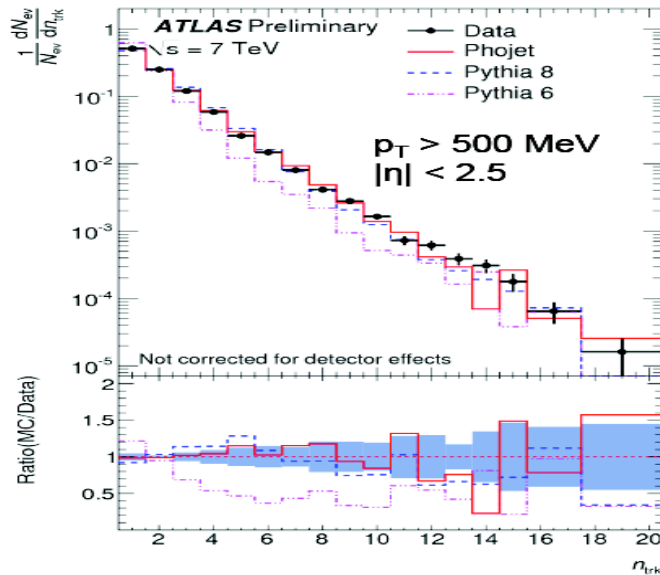 1/N_ev dN_ev/dn_trk
ATLAS Preliminary
√s = 7 TeV
Data
Phojet
Pythia 8
Pythia 6
p_T > 500 MeV
|η| < 2.5
1
10^-1
10^-2
10^-3
10^-4
10^-5
Not corrected for detector effects
Ratio(MC/Data)
2
1.5
1
0.5
2 4 6 8 10 12 14 16 18 20
n_trk